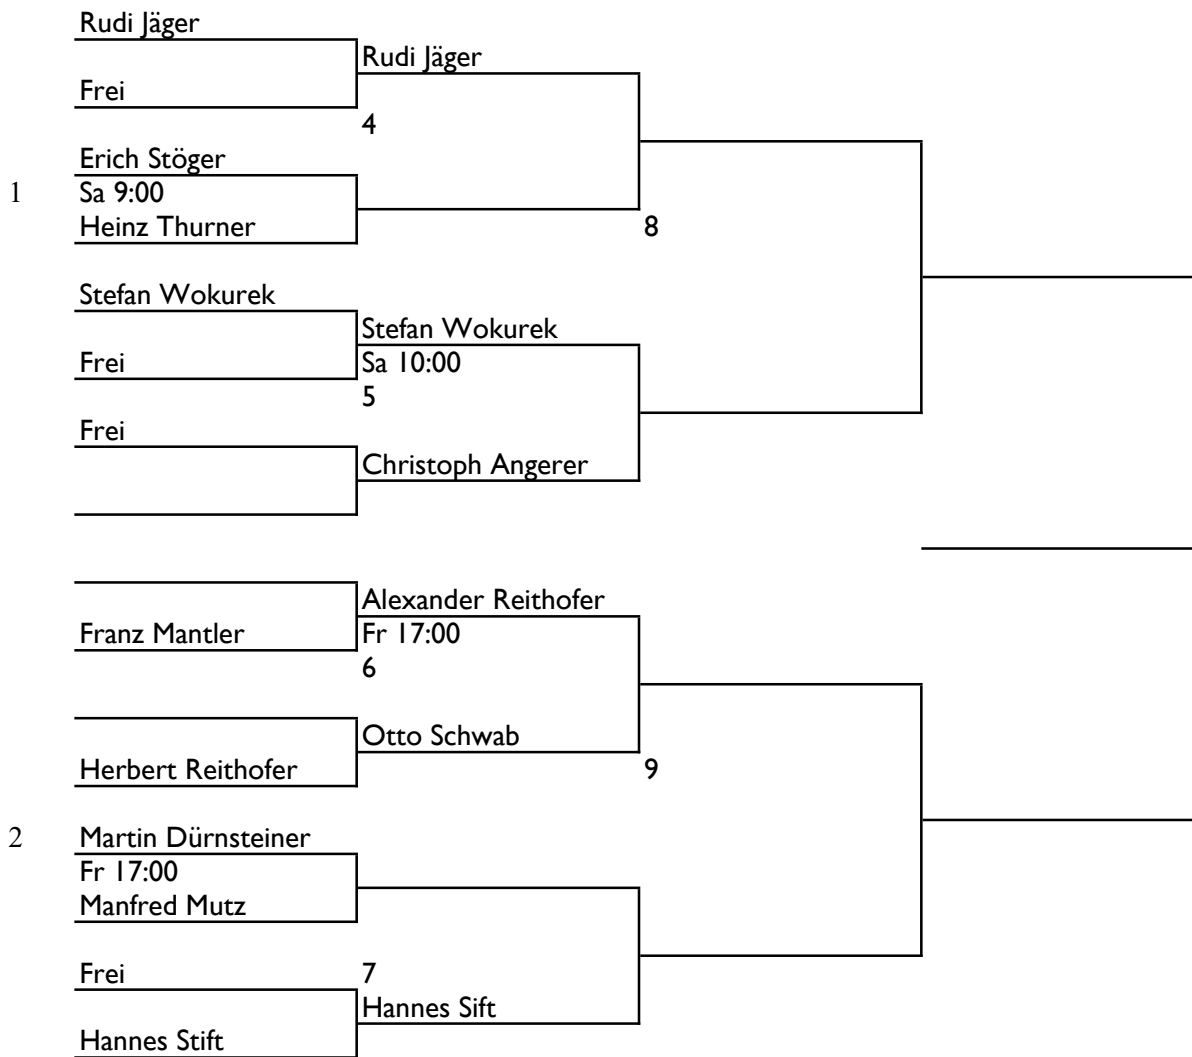 Rudi Jäger
Rudi Jäger
Frei
4
Erich Stöger
1 Sa 9:00
Heinz Thurner 8
Stefan Wokurek
Stefan Wokurek
Frei Sa 10:00
5
Frei
Christoph Angerer
Alexander Reithofer
Franz Mantler Fr 17:00
6
Otto Schwab
Herbert Reithofer 9
2 Martin Dürnsteiner
Fr 17:00
Manfred Mutz
Frei 7
Hannes Sift
Hannes Stift